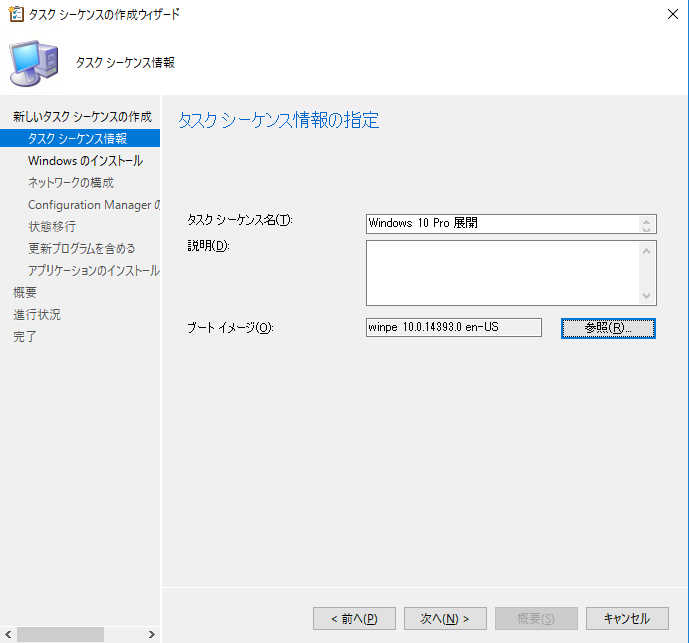 タスク シーケンスの作成ウィザード
タスク シーケンス情報
新しいタスク シーケンスの作成
タスク シーケンス情報
Windows のインストール
ネットワークの構成
Configuration Manager の
状態移行
更新プログラムを含める
アプリケーションのインストール
概要
進行状況
完了
タスク シーケンス情報の指定
タスク シーケンス名(T):
Windows 10 Pro 展開
説明(D):
ブート イメージ(O):
winpe 10.0.14393.0 en-US
参照(R)...
< 前へ(P)
次へ(N) >
概要(S)
キャンセル